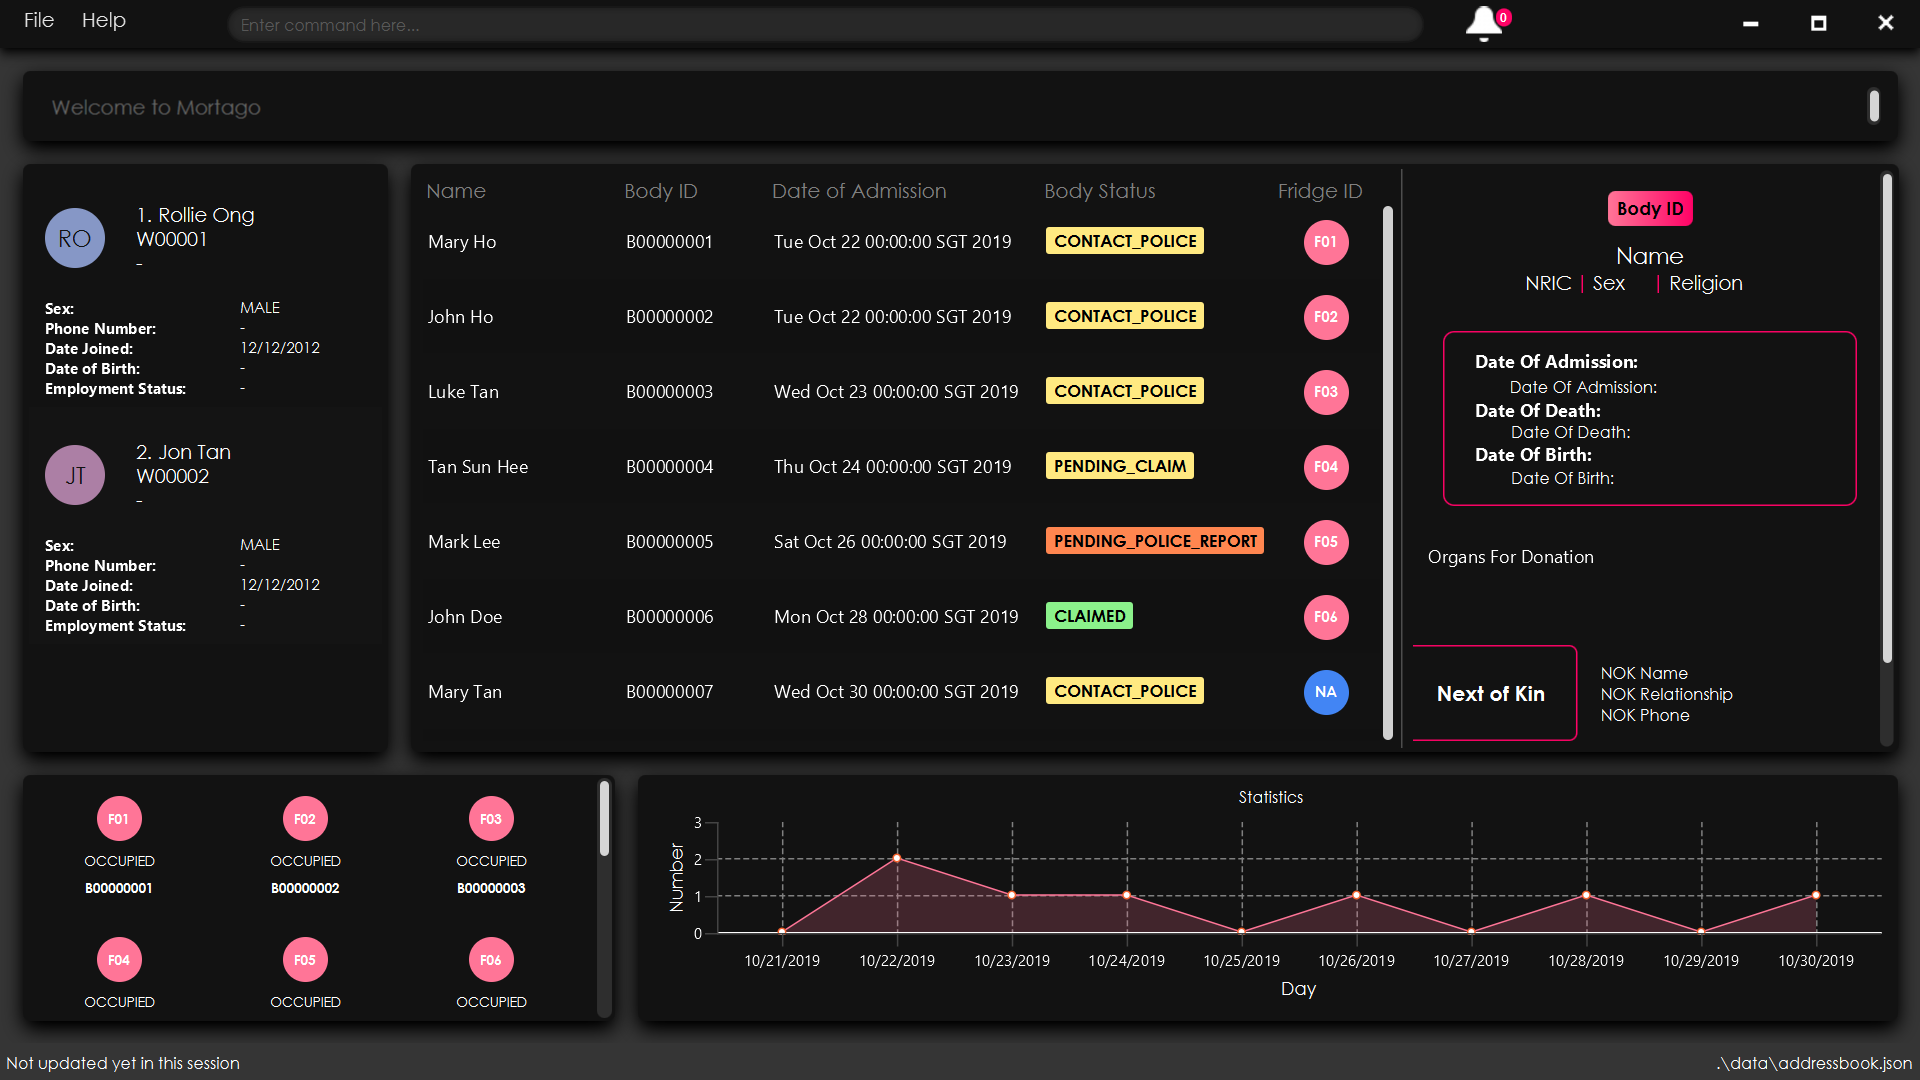 File Help
Enter command here...
0
Welcome to Mortago
RO
1. Rollie Ong
W00001
-
Sex: MALE
Phone Number: -
Date Joined: 12/12/2012
Date of Birth: -
Employment Status: -
JT
2. Jon Tan
W00002
-
Sex: MALE
Phone Number: -
Date Joined: 12/12/2012
Date of Birth: -
Employment Status: -
Name Body ID Date of Admission Body Status Fridge ID
Mary Ho B00000001 Tue Oct 22 00:00:00 SGT 2019 CONTACT_POLICE F01
John Ho B00000002 Tue Oct 22 00:00:00 SGT 2019 CONTACT_POLICE F02
Luke Tan B00000003 Wed Oct 23 00:00:00 SGT 2019 CONTACT_POLICE F03
Tan Sun Hee B00000004 Thu Oct 24 00:00:00 SGT 2019 PENDING_CLAIM F04
Mark Lee B00000005 Sat Oct 26 00:00:00 SGT 2019 PENDING_POLICE_REPORT F05
John Doe B00000006 Mon Oct 28 00:00:00 SGT 2019 CLAIMED F06
Mary Tan B00000007 Wed Oct 30 00:00:00 SGT 2019 CONTACT_POLICE NA
Body ID
Name
NRIC | Sex | Religion
Date Of Admission:
Date Of Admission:
Date Of Death:
Date Of Death:
Date Of Birth:
Date Of Birth:
Organs For Donation
Next of Kin
NOK Name
NOK Relationship
NOK Phone
F01 F02 F03
OCCUPIED OCCUPIED OCCUPIED
B00000001 B00000002 B00000003
F04 F05 F06
OCCUPIED OCCUPIED OCCUPIED
Statistics
Number
3
2
1
0
10/21/2019 10/22/2019 10/23/2019 10/24/2019 10/25/2019 10/26/2019 10/27/2019 10/28/2019 10/29/2019 10/30/2019
Day
Not updated yet in this session
.\data\addressbook.json